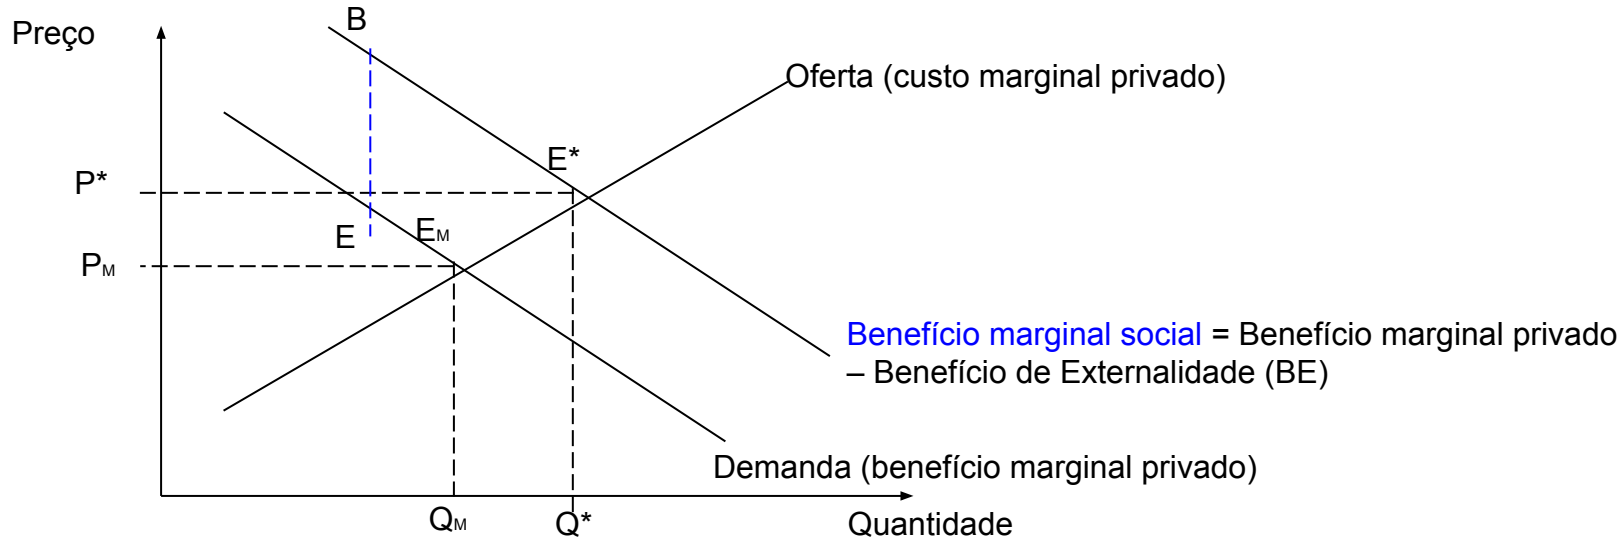 B
Preço
Oferta (custo marginal privado)
E*
P*
E
EM
PM
Benefício marginal social = Benefício marginal privado
– Benefício de Externalidade (BE)
Demanda (benefício marginal privado)
QM
Q*
Quantidade